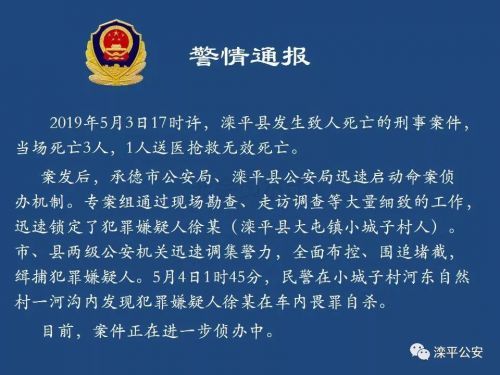 警情通报
2019年5月3日17时许，滦平县发生致人死亡的刑事案件，
当场死亡3人，1人送医抢救无效死亡。
案发后，承德市公安局、滦平县公安局迅速启动命案侦
办机制。专案组通过现场勘查、走访调查等大量细致的工作，
迅速锁定了犯罪嫌疑人徐某（滦平县大屯镇小城子村人）。
市、县两级公安机关迅速调集警力，全面布控、围追堵截，
缉捕犯罪嫌疑人。5月4日1时45分，民警在小城子村河东自然
村一河沟内发现犯罪嫌疑人徐某在车内畏罪自杀。
目前，案件正在进一步侦办中。
滦平公安